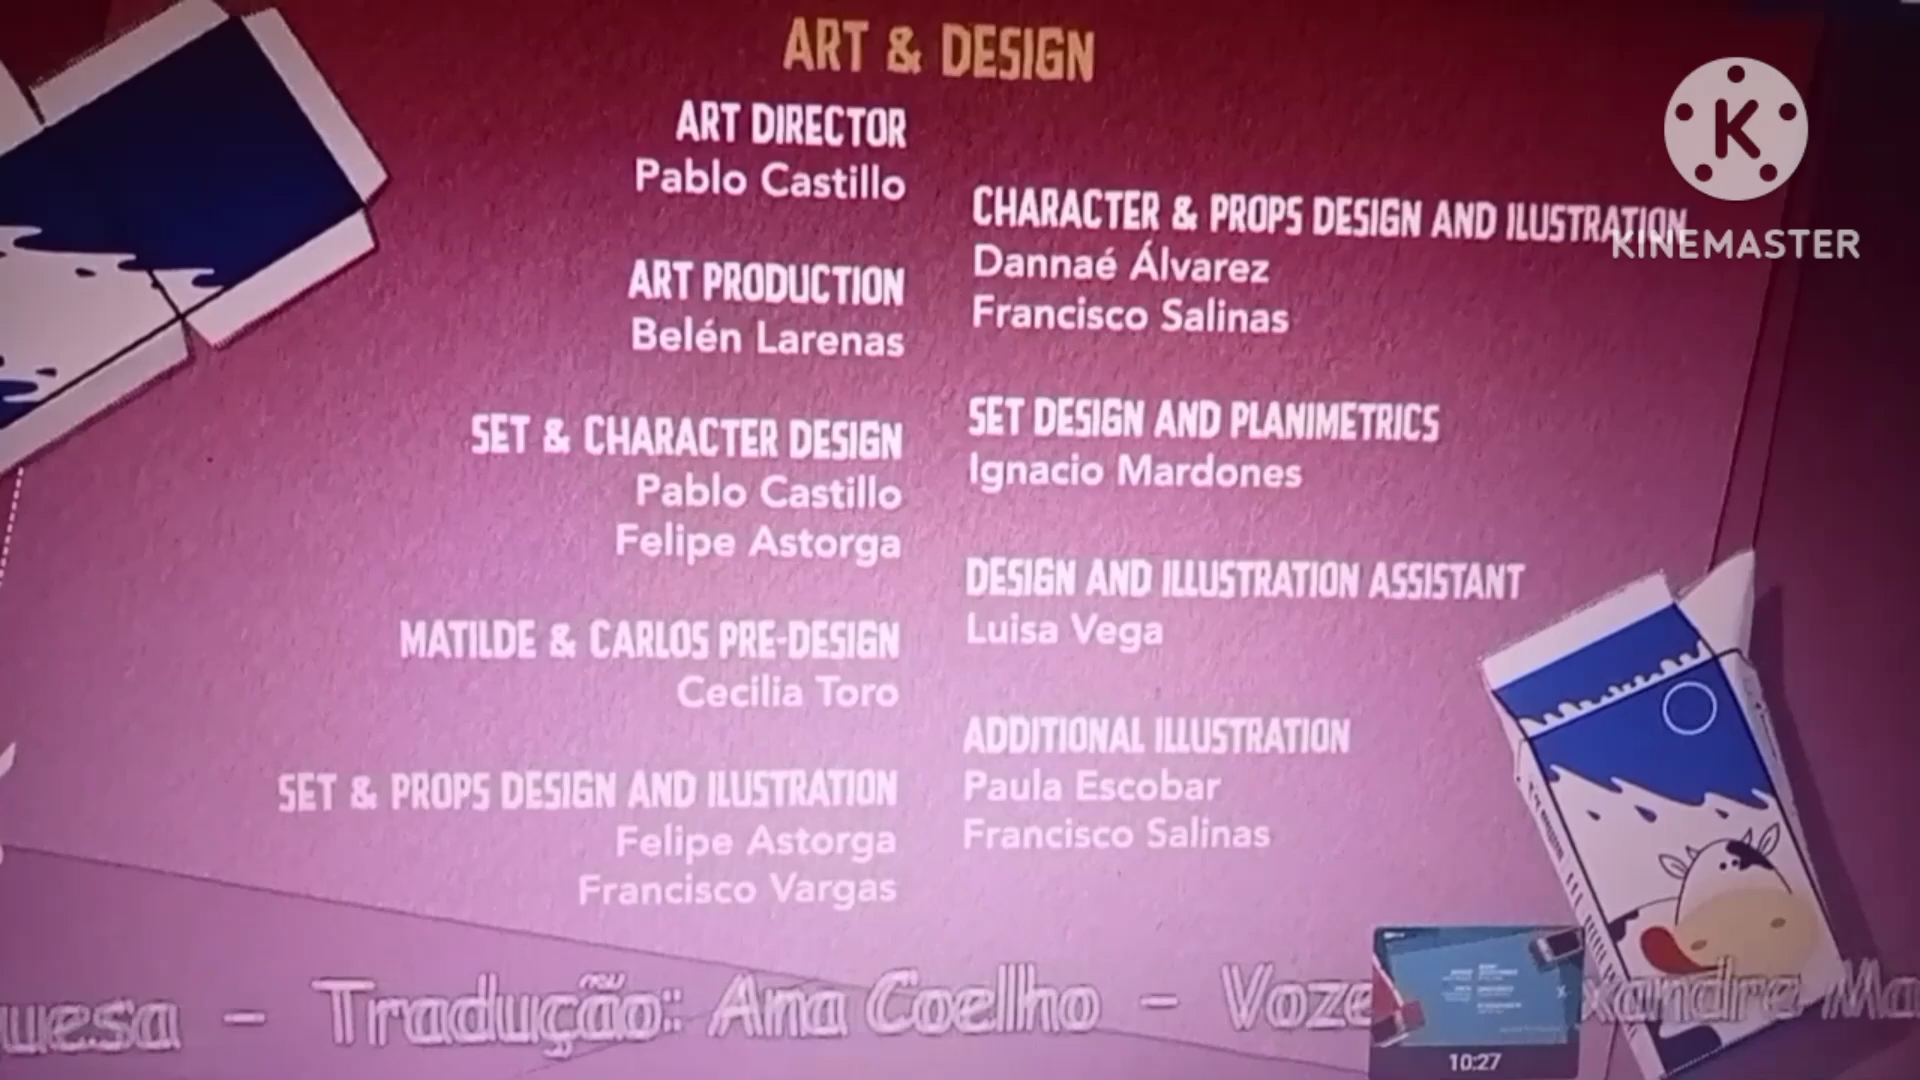 ART & DESIGN
ART DIRECTOR
Pablo Castillo
ART PRODUCTION
Belén Larenas
SET & CHARACTER DESIGN
Pablo Castillo
Felipe Astorga
MATILDE & CARLOS PRE-DESIGN
Cecilia Toro
SET & PROPS DESIGN AND ILUSTRATION
Felipe Astorga
Francisco Vargas
CHARACTER & PROPS DESIGN AND ILUSTRATION
Dannaé Álvarez
Francisco Salinas
SET DESIGN AND PLANIMETRICS
Ignacio Mardones
DESIGN AND ILLUSTRATION ASSISTANT
Luisa Vega
ADDITIONAL ILLUSTRATION
Paula Escobar
Francisco Salinas
K
KINEMASTER
uesa - Tradução: Ana Coelho - Voze xandre Ma
10:27